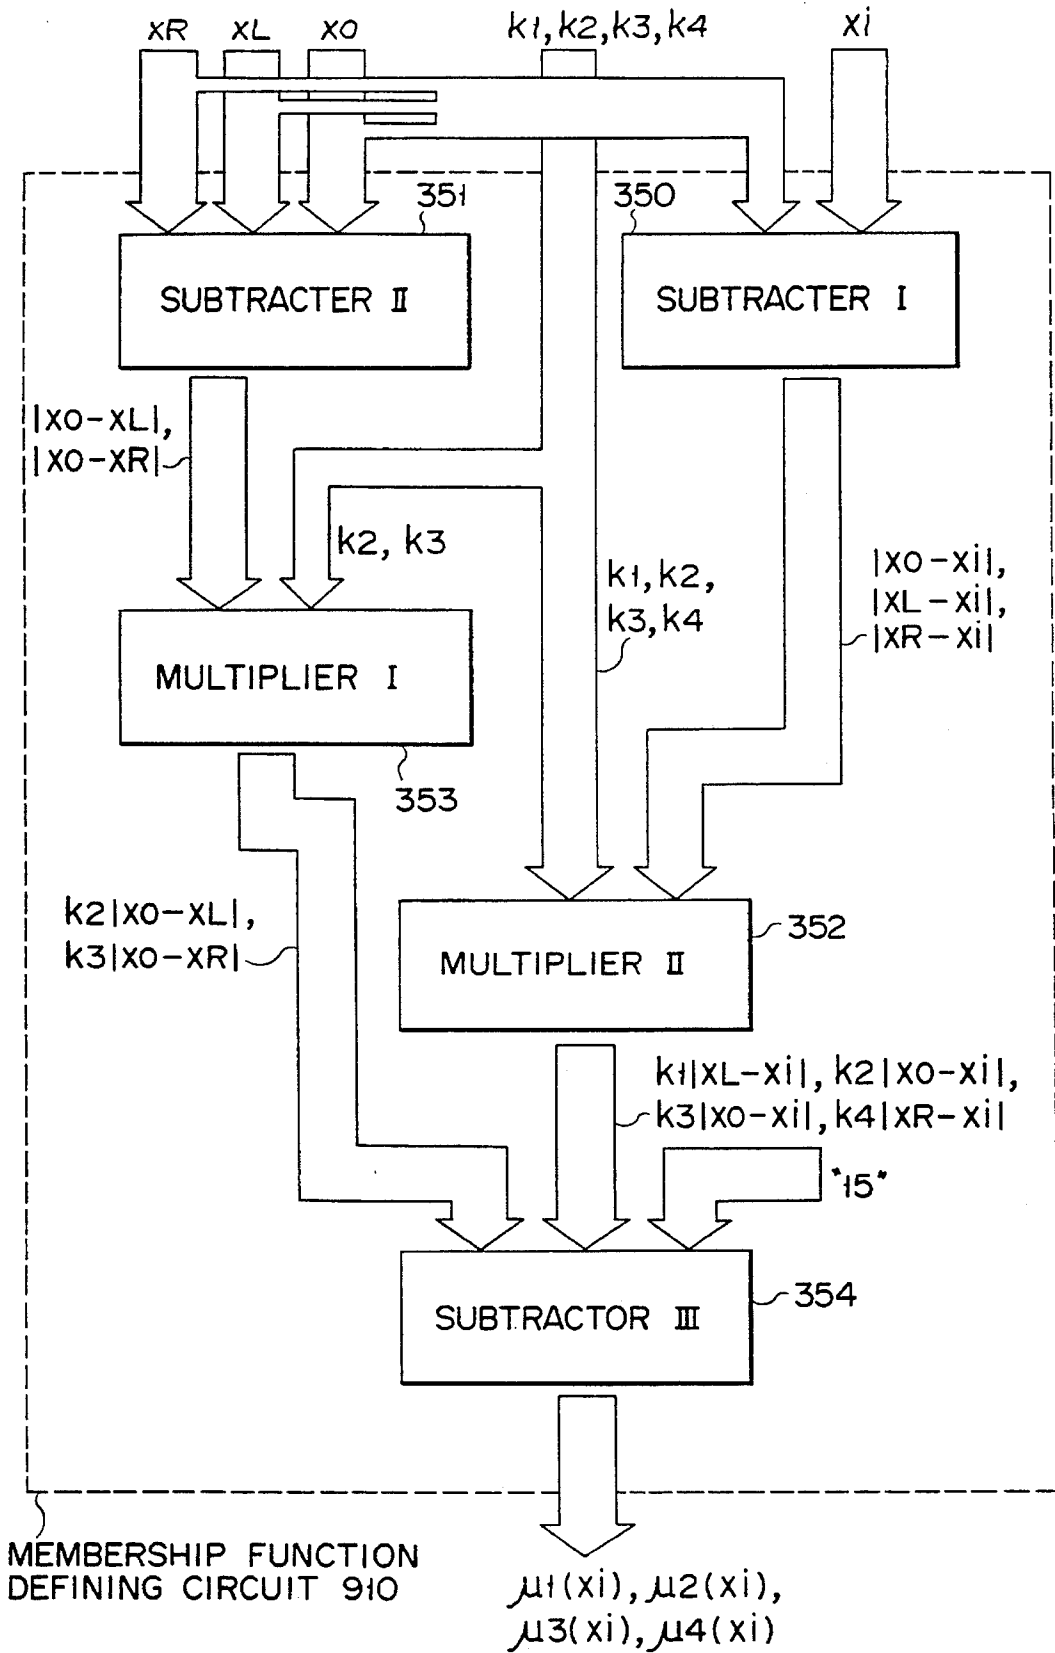 xR xL xO k1, k2, k3, k4 xi
351 350
SUBTRACTER II SUBTRACTER I
|xO-xL|,
|xO-xR|
k2, k3
k1, k2,
k3, k4
|xO-xi|,
|xL-xi|,
|xR-xi|
MULTIPLIER I
353
k2|xO-xL|,
k3|xO-xR|
352
MULTIPLIER II
k1|xL-xi|, k2|xO-xi|,
k3|xO-xi|, k4|xR-xi|
"15"
354
SUBTRACTOR III
MEMBERSHIP FUNCTION
DEFINING CIRCUIT 910
μ1(xi), μ2(xi),
μ3(xi), μ4(xi)